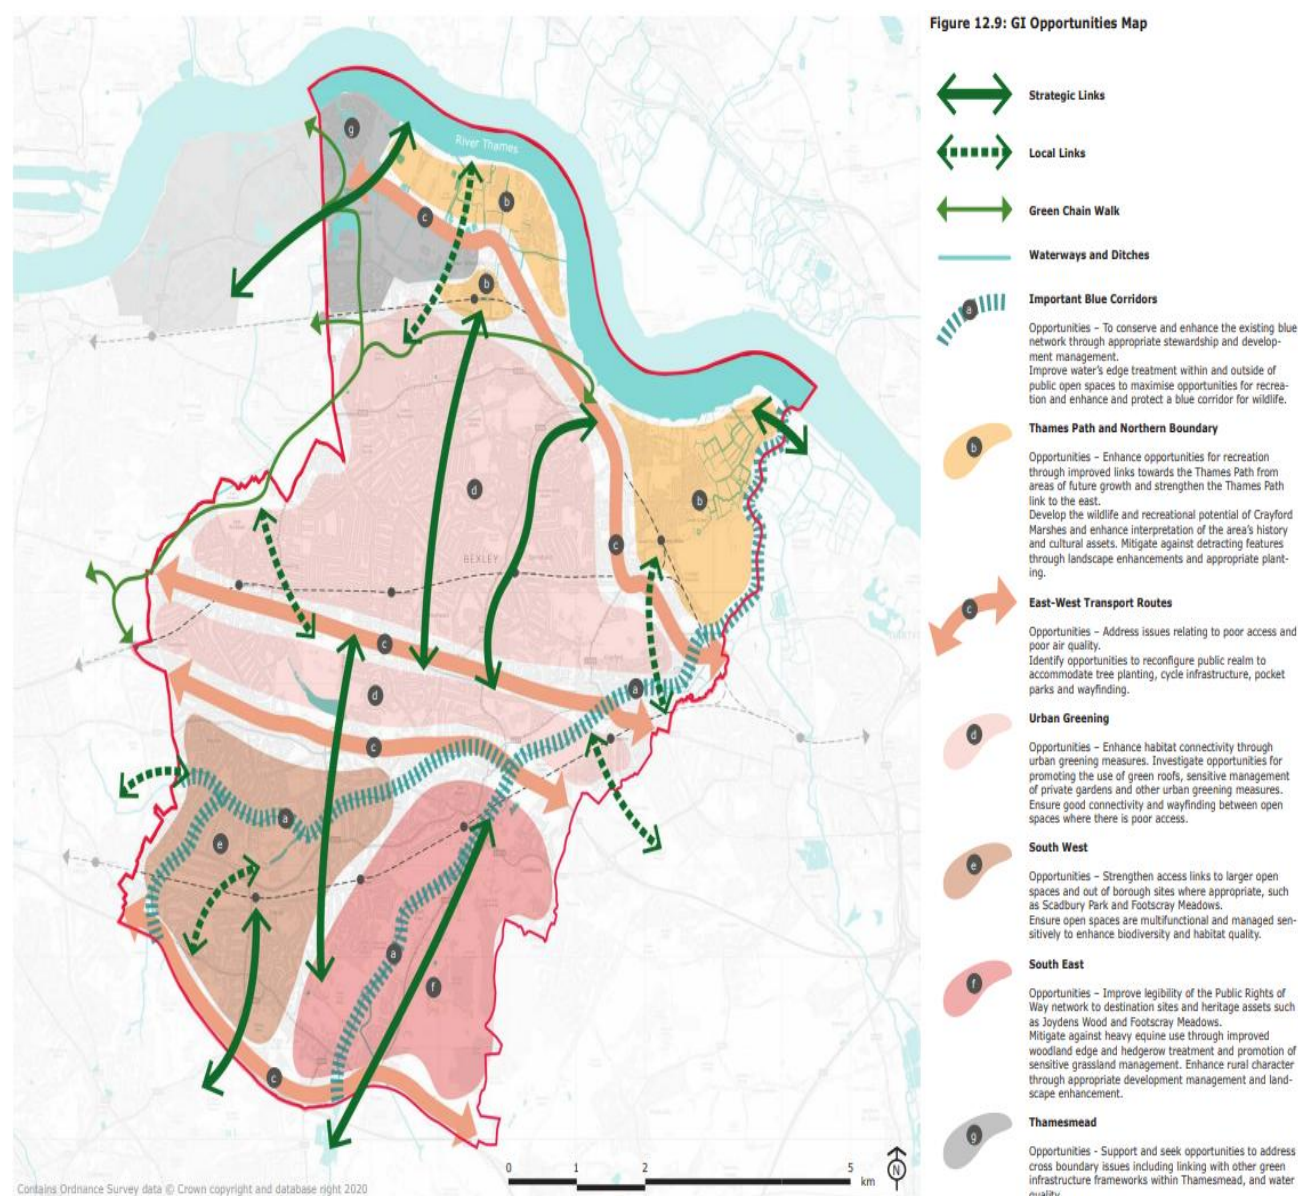 Figure 12.9: GI Opportunities Map
Strategic Links
Local Links
Green Chain Walk
Waterways and Ditches
Important Blue Corridors
a
Opportunities – To conserve and enhance the existing blue
network through appropriate stewardship and develop-
ment management.
Improve water's edge treatment within and outside of
public open spaces to maximise opportunities for recrea-
tion and enhance and protect a blue corridor for wildlife.
Thames Path and Northern Boundary
b
Opportunities – Enhance opportunities for recreation
through improved links towards the Thames Path from
areas of future growth and strengthen the Thames Path
link to the east.
Develop the wildlife and recreational potential of Crayford
Marshes and enhance interpretation of the area's history
and cultural assets. Mitigate against detracting features
through landscape enhancements and appropriate plant-
ing.
East-West Transport Routes
c
Opportunities – Address issues relating to poor access and
poor air quality.
Identify opportunities to reconfigure public realm to
accommodate tree planting, cycle infrastructure, pocket
parks and wayfinding.
Urban Greening
d
Opportunities – Enhance habitat connectivity through
urban greening measures. Investigate opportunities for
promoting the use of green roofs, sensitive management
of private gardens and other urban greening measures.
Ensure good connectivity and wayfinding between open
spaces where there is poor access.
South West
e
Opportunities – Strengthen access links to larger open
spaces and out of borough sites where appropriate, such
as Scadbury Park and Footscray Meadows.
Ensure open spaces are multifunctional and managed sen-
sitively to enhance biodiversity and habitat quality.
South East
f
Opportunities – Improve legibility of the Public Rights of
Way network to destination sites and heritage assets such
as Joydens Wood and Footscray Meadows.
Mitigate against heavy equine use through improved
woodland edge and hedgerow treatment and promotion of
sensitive grassland management. Enhance rural character
through appropriate development management and land-
scape enhancement.
Thamesmead
g
Opportunities - Support and seek opportunities to address
cross boundary issues including linking with other green
infrastructure frameworks within Thamesmead, and water
quality.
g
River Thames
b
c
b
d
b
c
BEXLEY
c
a
d
c
a
e
a
f
c
0 1 2 5
km
N
Contains Ordnance Survey data © Crown copyright and database right 2020